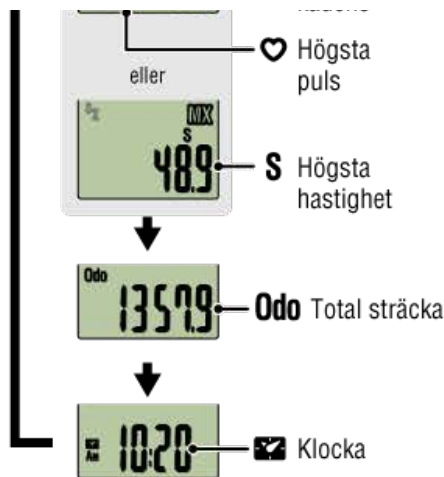 Högsta
puls
eller
MX
S
48.9
S Högsta
hastighet
Odo
1357.9
Odo Total sträcka
Am
10:20
Klocka